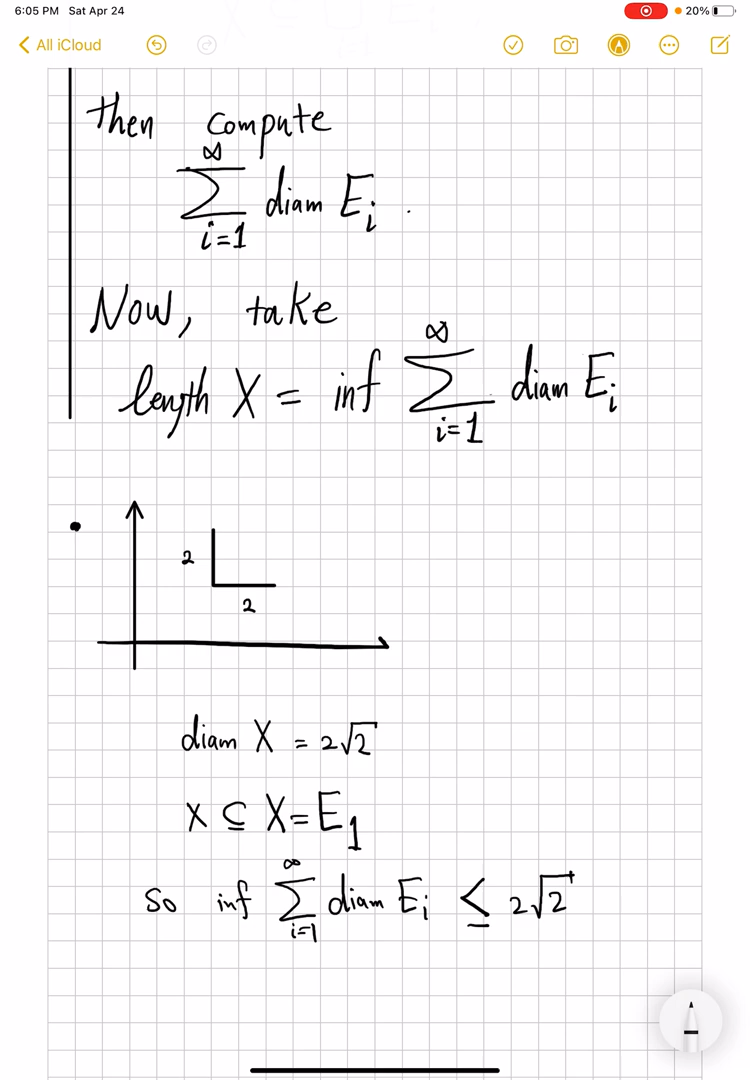 6:05 PM Sat Apr 24 20%
All iCloud
Then compute
∞
∑ diam E_i .
i=1
Now, take
∞
length X = inf ∑ diam E_i
i=1
2
2
diam X = 2√2
X ⊆ X = E_1
∞
So inf ∑ diam E_i ≤ 2√2
i=1